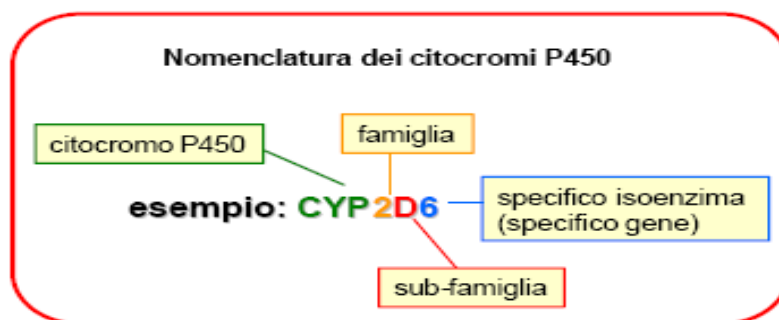 Nomenclatura dei citocromi P450
famiglia
citocromo P450
esempio: CYP2D6
specifico isoenzima
(specifico gene)
sub-famiglia